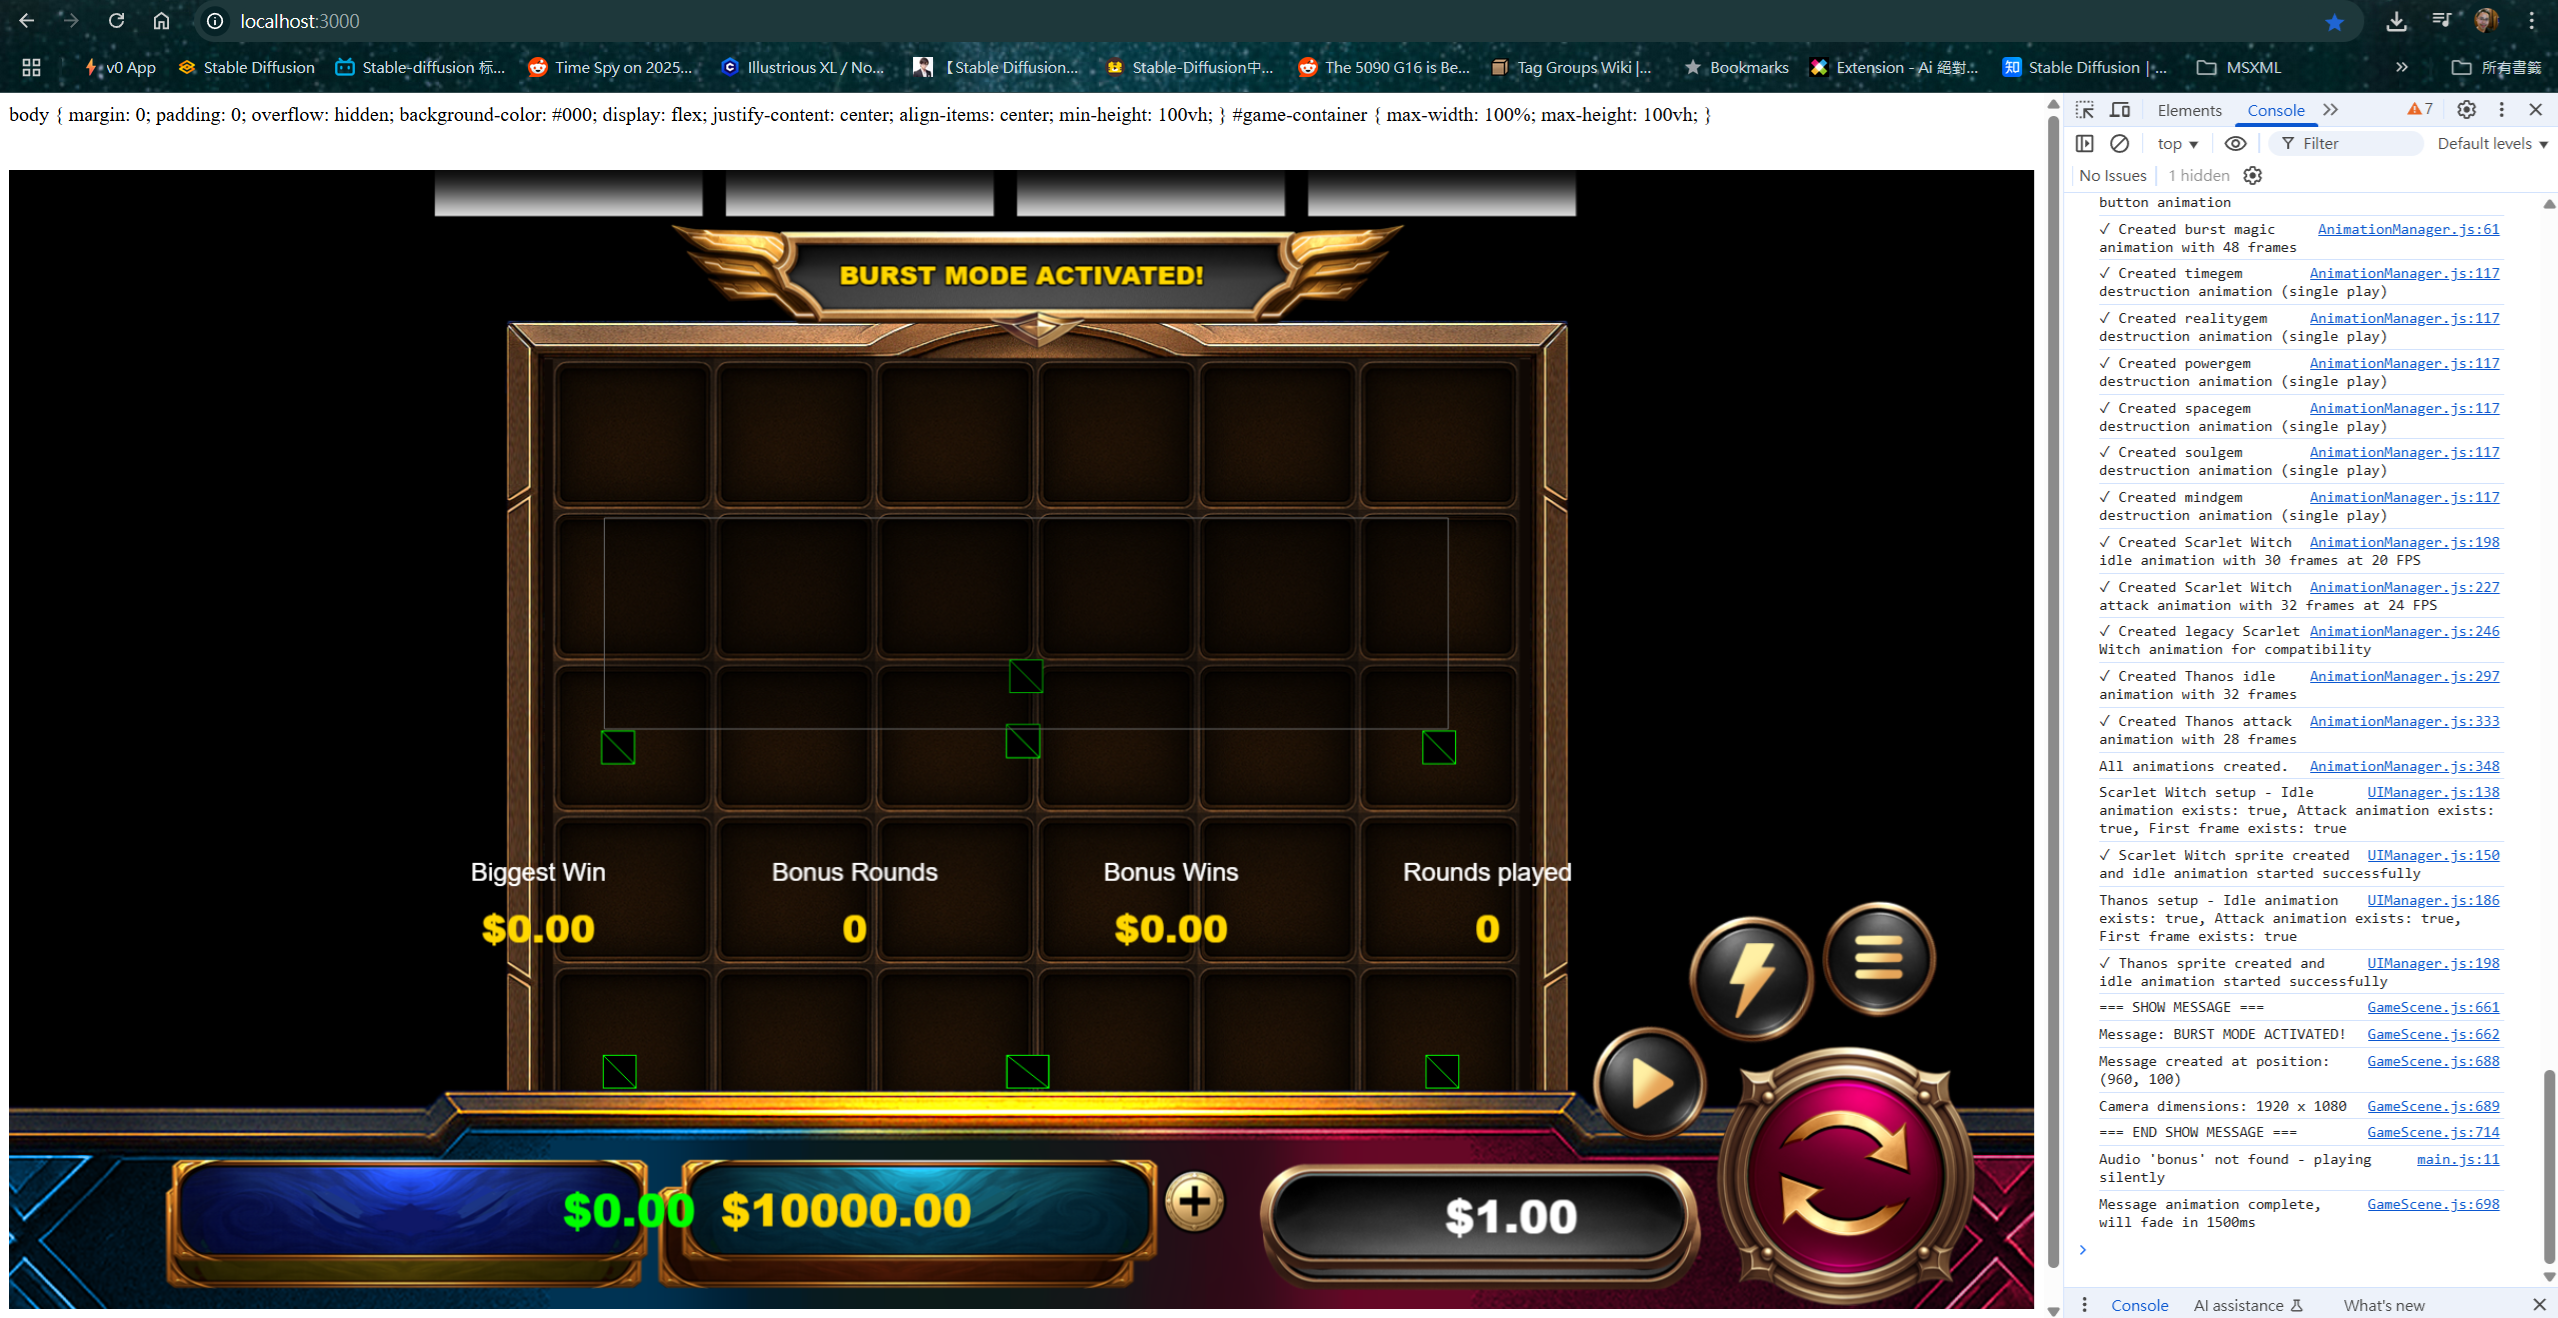 localhost:3000
v0 App
Stable Diffusion
Stable-diffusion 标...
Time Spy on 2025...
Illustrious XL / No...
【Stable Diffusion...
Stable-Diffusion中...
The 5090 G16 is Be...
Tag Groups Wiki |...
Bookmarks
Extension - Ai 絕對...
知 Stable Diffusion | ...
MSXML
»
所有書籤
body { margin: 0; padding: 0; overflow: hidden; background-color: #000; display: flex; justify-content: center; align-items: center; min-height: 100vh; } #game-container { max-width: 100%; max-height: 100vh; }
BURST MODE ACTIVATED!
Biggest Win
Bonus Rounds
Bonus Wins
Rounds played
$0.00
0
$0.00
0
$0.00
$10000.00
$1.00
Elements
Console
7
top
Filter
Default levels
No Issues
1 hidden
button animation
✓ Created burst magic AnimationManager.js:61
animation with 48 frames
✓ Created timegem AnimationManager.js:117
destruction animation (single play)
✓ Created realitygem AnimationManager.js:117
destruction animation (single play)
✓ Created powergem AnimationManager.js:117
destruction animation (single play)
✓ Created spacegem AnimationManager.js:117
destruction animation (single play)
✓ Created soulgem AnimationManager.js:117
destruction animation (single play)
✓ Created mindgem AnimationManager.js:117
destruction animation (single play)
✓ Created Scarlet Witch AnimationManager.js:198
idle animation with 30 frames at 20 FPS
✓ Created Scarlet Witch AnimationManager.js:227
attack animation with 32 frames at 24 FPS
✓ Created legacy Scarlet AnimationManager.js:246
Witch animation for compatibility
✓ Created Thanos idle AnimationManager.js:297
animation with 32 frames
✓ Created Thanos attack AnimationManager.js:333
animation with 28 frames
All animations created. AnimationManager.js:348
Scarlet Witch setup - Idle UIManager.js:138
animation exists: true, Attack animation exists:
true, First frame exists: true
✓ Scarlet Witch sprite created UIManager.js:150
and idle animation started successfully
Thanos setup - Idle animation UIManager.js:186
exists: true, Attack animation exists: true,
First frame exists: true
✓ Thanos sprite created and UIManager.js:198
idle animation started successfully
=== SHOW MESSAGE === GameScene.js:661
Message: BURST MODE ACTIVATED! GameScene.js:662
Message created at position: GameScene.js:688
(960, 100)
Camera dimensions: 1920 x 1080 GameScene.js:689
=== END SHOW MESSAGE === GameScene.js:714
Audio 'bonus' not found - playing main.js:11
silently
Message animation complete, GameScene.js:698
will fade in 1500ms
Console
AI assistance
What's new